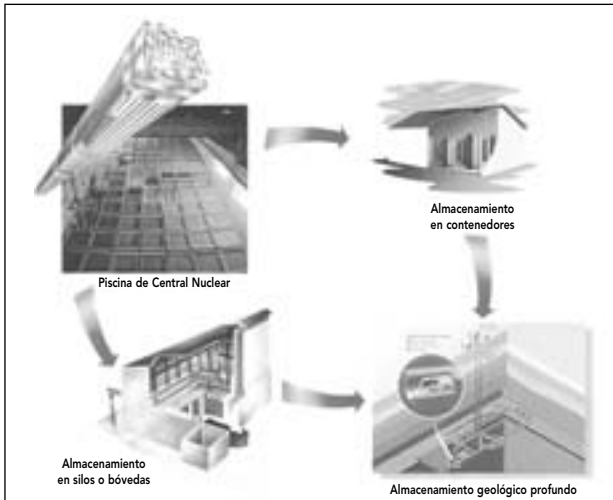 Almacenamiento
en contenedores
Piscina de Central Nuclear
Almacenamiento
en silos o bóvedas
Almacenamiento geológico profundo